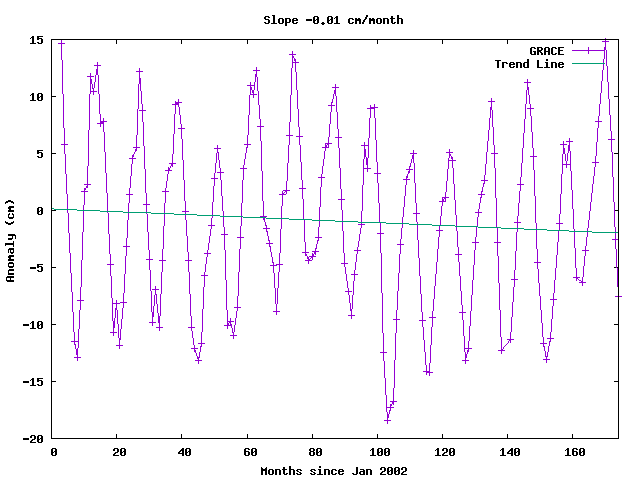 Slope -0.01 cm/month
GRACE
Trend Line
Anomaly (cm)
15
10
5
0
-5
-10
-15
-20
0 20 40 60 80 100 120 140 160
Months since Jan 2002